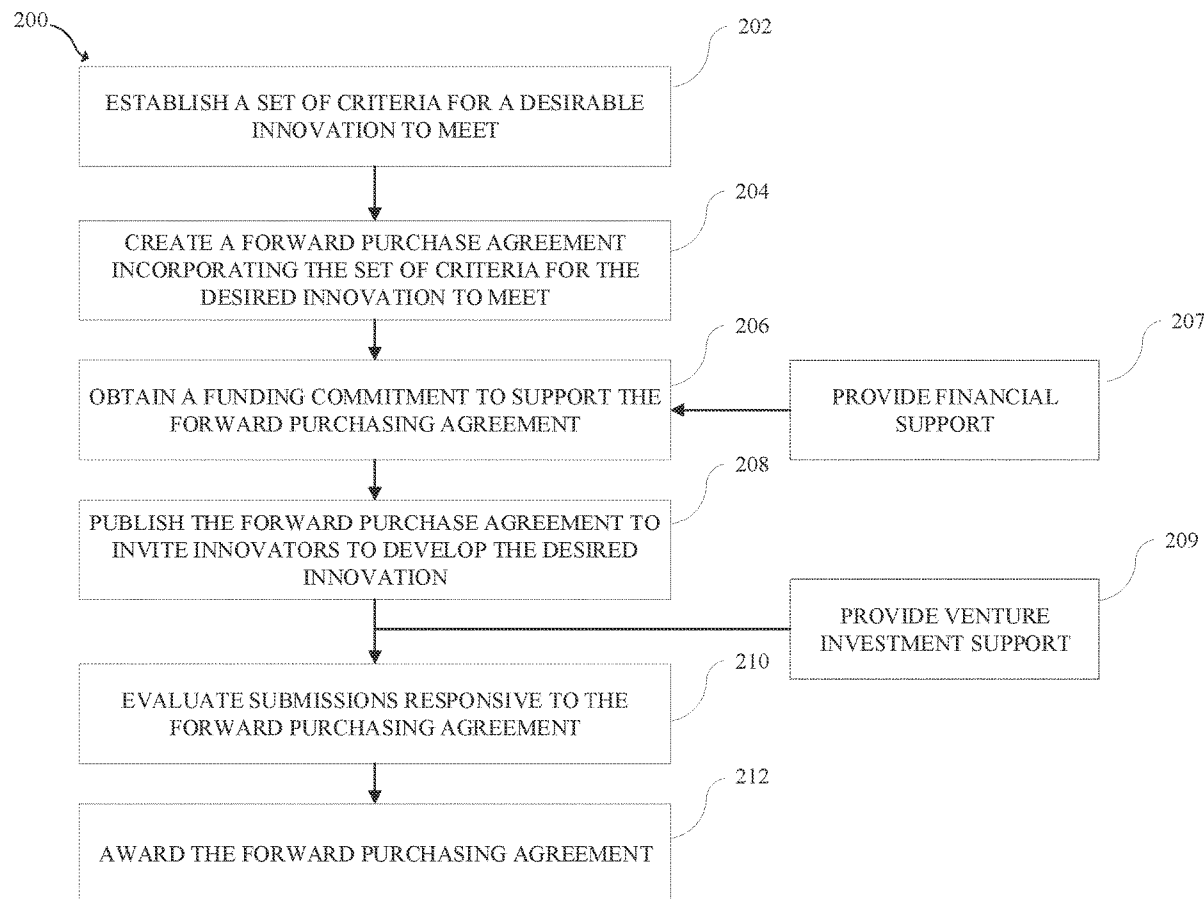 200
202
ESTABLISH A SET OF CRITERIA FOR A DESIRABLE
INNOVATION TO MEET
204
CREATE A FORWARD PURCHASE AGREEMENT
INCORPORATING THE SET OF CRITERIA FOR THE
DESIRED INNOVATION TO MEET
206
207
OBTAIN A FUNDING COMMITMENT TO SUPPORT THE
FORWARD PURCHASING AGREEMENT
PROVIDE FINANCIAL
SUPPORT
208
PUBLISH THE FORWARD PURCHASE AGREEMENT TO
INVITE INNOVATORS TO DEVELOP THE DESIRED
INNOVATION
209
PROVIDE VENTURE
INVESTMENT SUPPORT
210
EVALUATE SUBMISSIONS RESPONSIVE TO THE
FORWARD PURCHASING AGREEMENT
212
AWARD THE FORWARD PURCHASING AGREEMENT